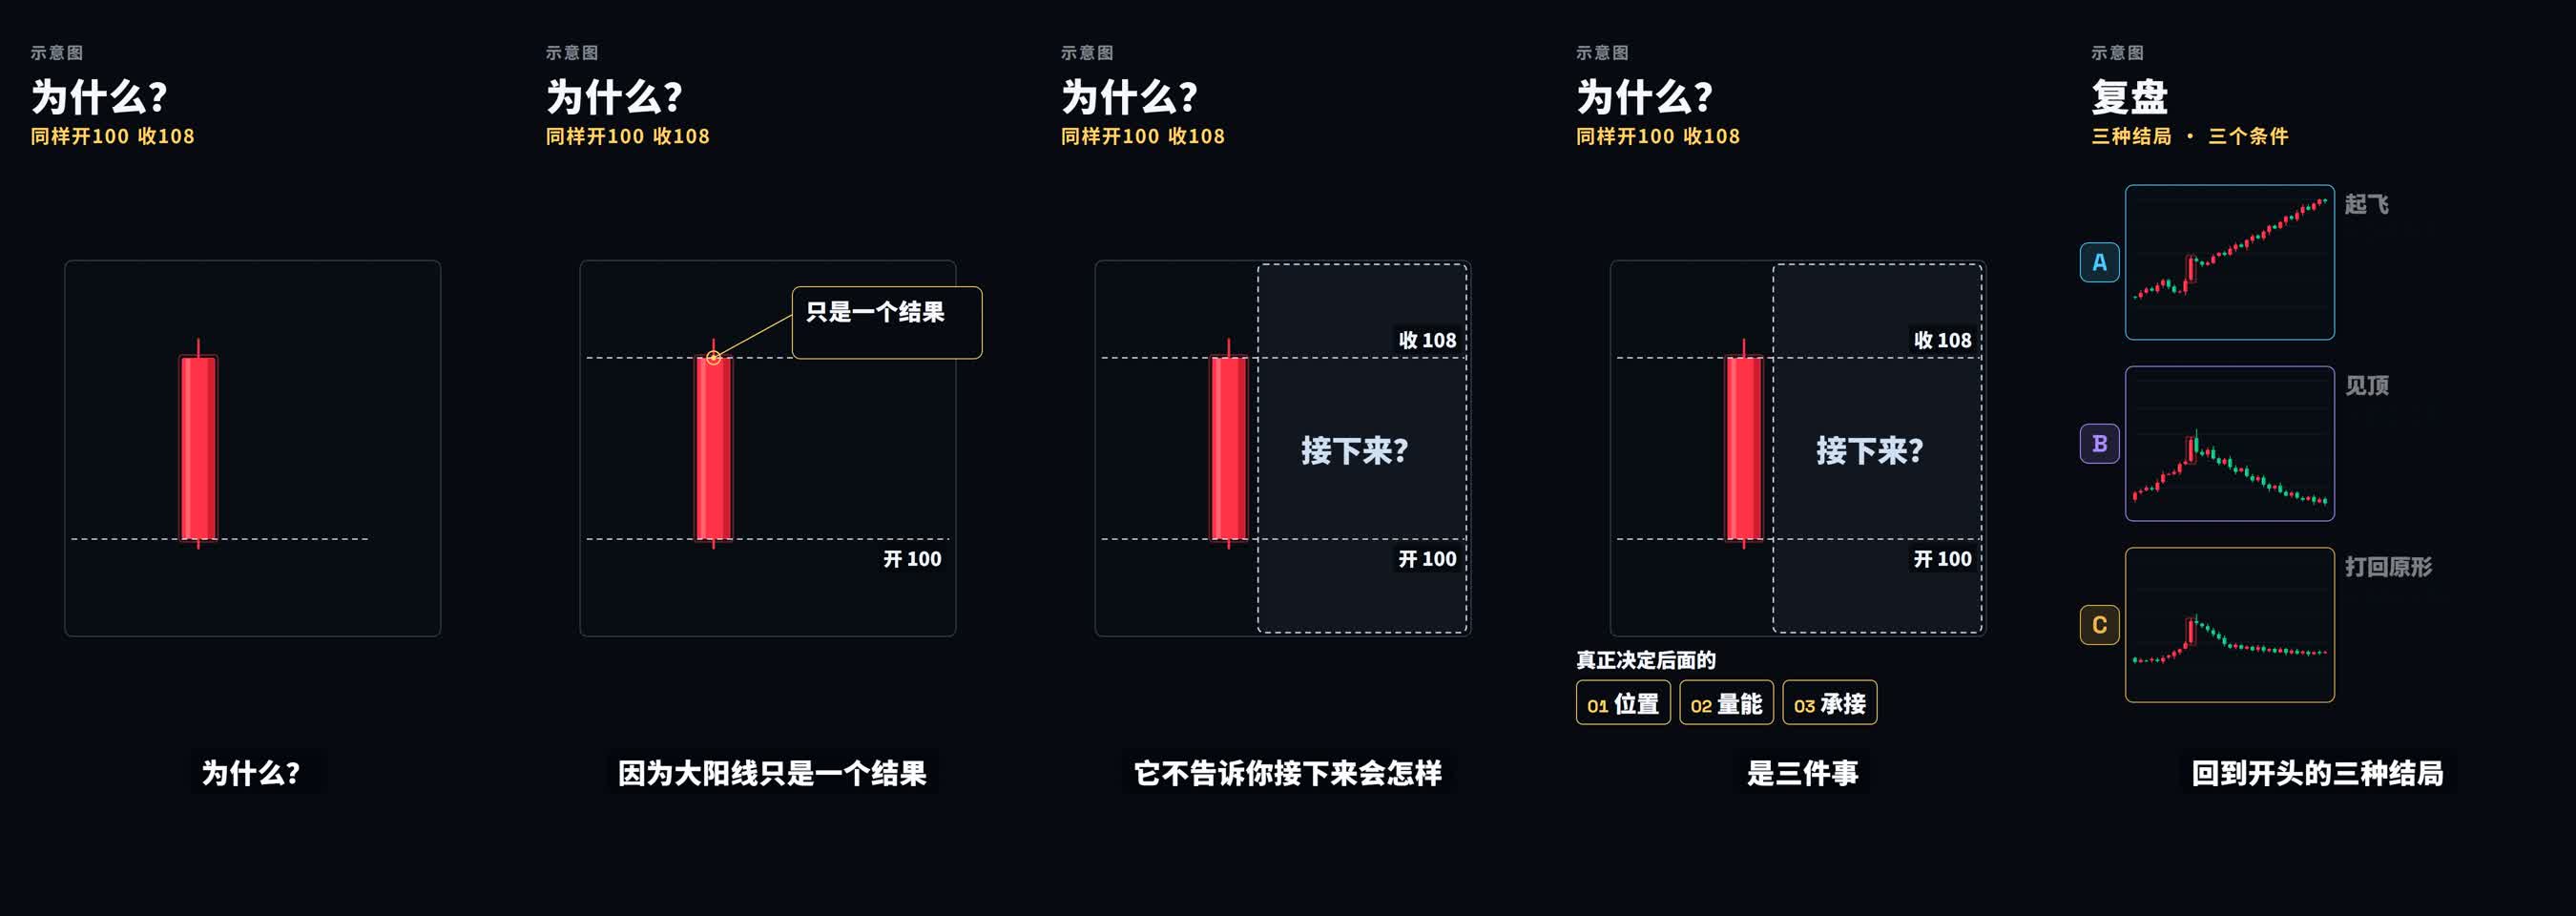 示意图
为什么?
同样开100 收108
为什么?
示意图
为什么?
同样开100 收108
只是一个结果
开 100
因为大阳线只是一个结果
示意图
为什么?
同样开100 收108
收 108
接下来?
开 100
它不告诉你接下来会怎样
示意图
为什么?
同样开100 收108
收 108
接下来?
开 100
真正决定后面的
01 位置
02 量能
03 承接
是三件事
示意图
复盘
三种结局 · 三个条件
A
起飞
B
见顶
C
打回原形
回到开头的三种结局